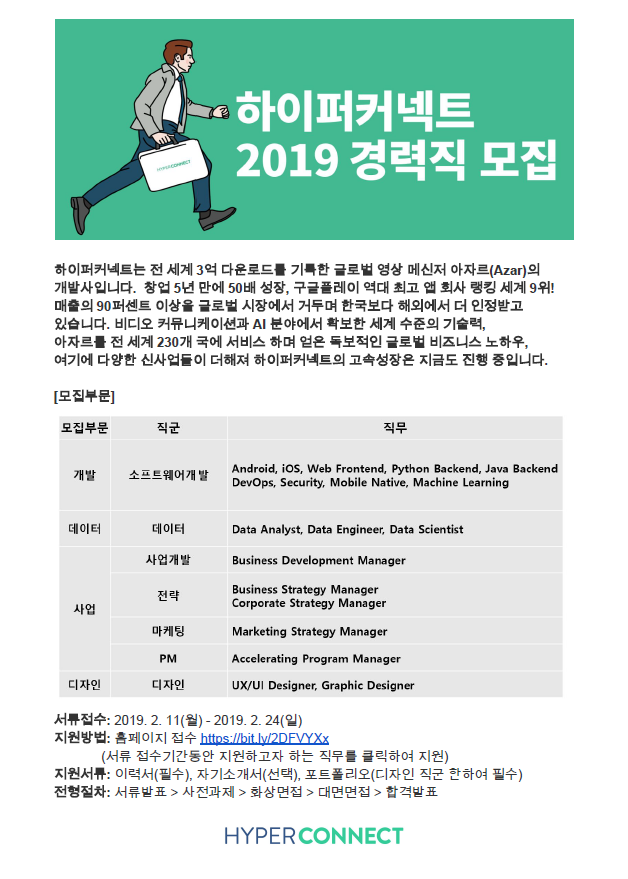 하이퍼커넥트
2019 경력직 모집
HYPERCONNECT
하이퍼커넥트는 전 세계 3억 다운로드를 기록한 글로벌 영상 메신저 아자르(Azar)의
개발사입니다. 창업 5년 만에 50배 성장, 구글플레이 역대 최고 앱 회사 랭킹 세계 9위!
매출의 90퍼센트 이상을 글로벌 시장에서 거두며 한국보다 해외에서 더 인정받고
있습니다. 비디오 커뮤니케이션과 AI 분야에서 확보한 세계 수준의 기술력,
아자르를 전 세계 230개 국에 서비스 하며 얻은 독보적인 글로벌 비즈니스 노하우,
여기에 다양한 신사업들이 더해져 하이퍼커넥트의 고속성장은 지금도 진행 중입니다.
[모집부문]
모집부문 직군 직무
개발 소프트웨어개발 Android, iOS, Web Frontend, Python Backend, Java Backend
DevOps, Security, Mobile Native, Machine Learning
데이터 데이터 Data Analyst, Data Engineer, Data Scientist
사업 사업개발 Business Development Manager
전략 Business Strategy Manager
Corporate Strategy Manager
마케팅 Marketing Strategy Manager
PM Accelerating Program Manager
디자인 디자인 UX/UI Designer, Graphic Designer
서류접수: 2019. 2. 11(월) - 2019. 2. 24(일)
지원방법: 홈페이지 접수 https://bit.ly/2DFVYXx
(서류 접수기간동안 지원하고자 하는 직무를 클릭하여 지원)
지원서류: 이력서(필수), 자기소개서(선택), 포트폴리오(디자인 직군 한하여 필수)
전형절차: 서류발표 > 사전과제 > 화상면접 > 대면면접 > 합격발표
HYPERCONNECT